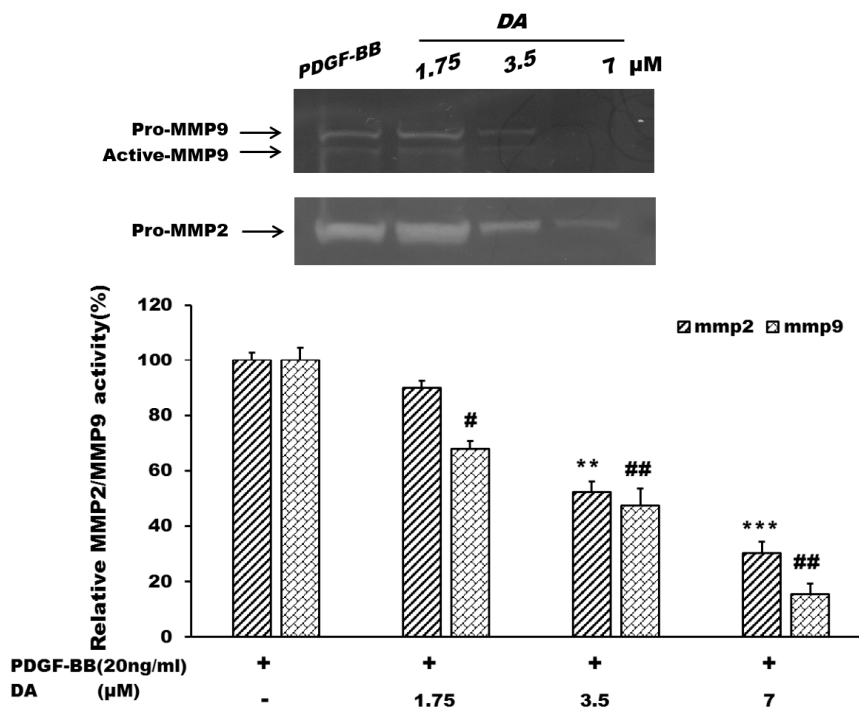 DA
PDGF-BB 1.75 3.5 7 µM
Pro-MMP9
Active-MMP9
Pro-MMP2
Relative MMP2/MMP9 activity(%)
120
100
80
60
40
20
0
mmp2 mmp9
#
** ##
*** ##
PDGF-BB(20ng/ml) + + + +
DA (µM) - 1.75 3.5 7